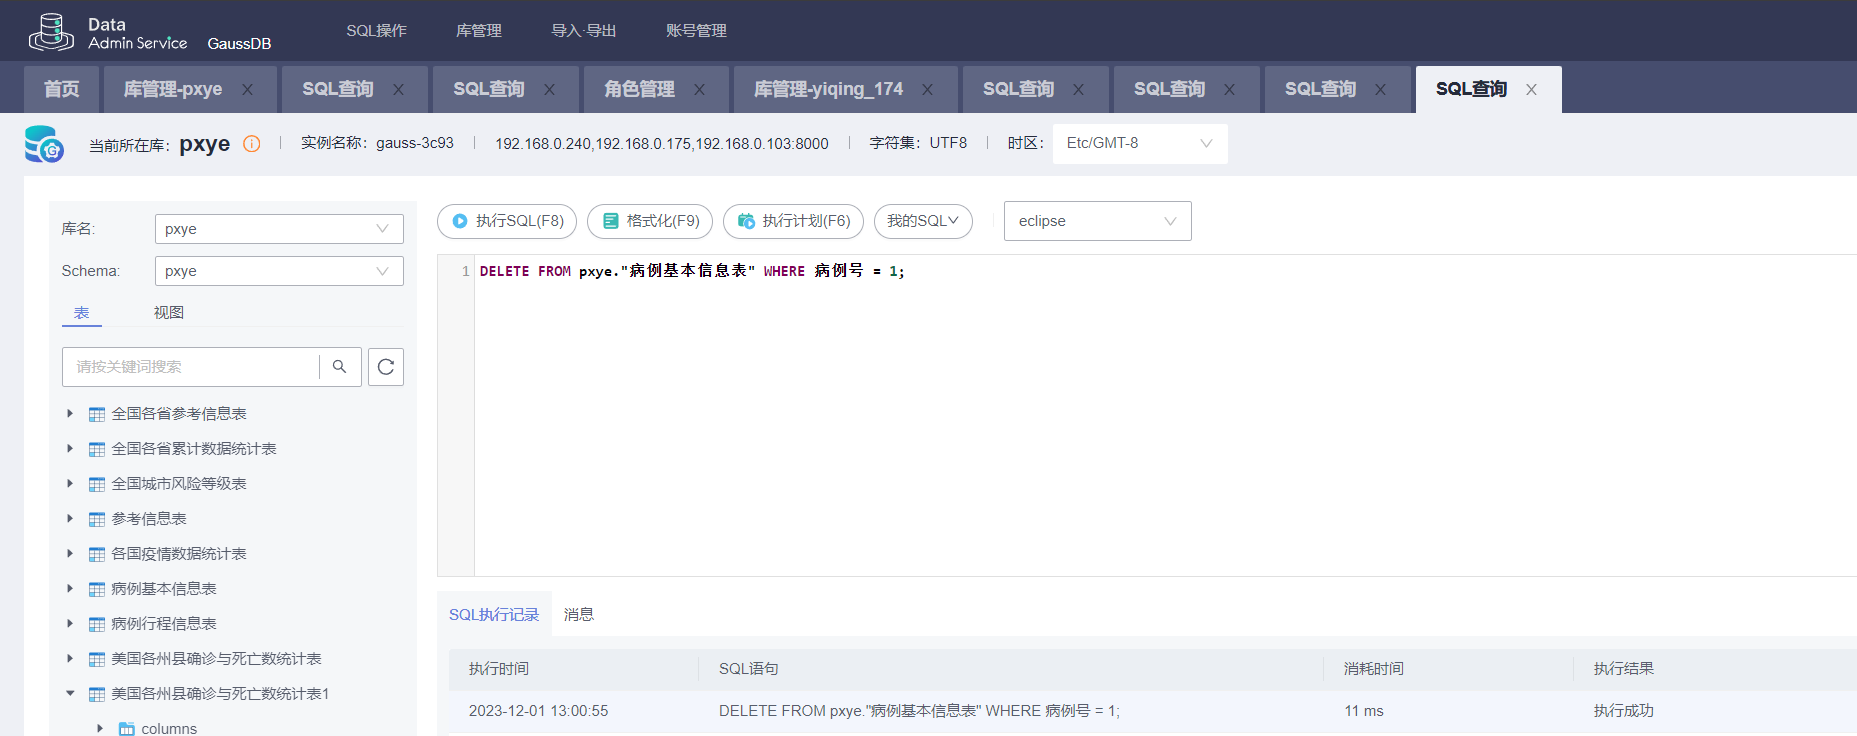 Data
Admin Service GaussDB SQL操作 库管理 导入·导出 账号管理
首页 库管理-pxye SQL查询 SQL查询 角色管理 库管理-yiqing_174 SQL查询 SQL查询 SQL查询 SQL查询
当前所在库: pxye 实例名称: gauss-3c93 192.168.0.240,192.168.0.175,192.168.0.103:8000 字符集: UTF8 时区: Etc/GMT-8
库名: pxye
执行SQL(F8) 格式化(F9) 执行计划(F6) 我的SQL eclipse
Schema: pxye
1 DELETE FROM pxye."病例基本信息表" WHERE 病例号 = 1;
表 视图
请按关键词搜索
全国各省参考信息表
全国各省累计数据统计表
全国城市风险等级表
参考信息表
各国疫情数据统计表
病例基本信息表
病例行程信息表
美国各州县确诊与死亡数统计表
美国各州县确诊与死亡数统计表1
columns
SQL执行记录 消息
执行时间 SQL语句 消耗时间 执行结果
2023-12-01 13:00:55 DELETE FROM pxye."病例基本信息表" WHERE 病例号 = 1; 11 ms 执行成功